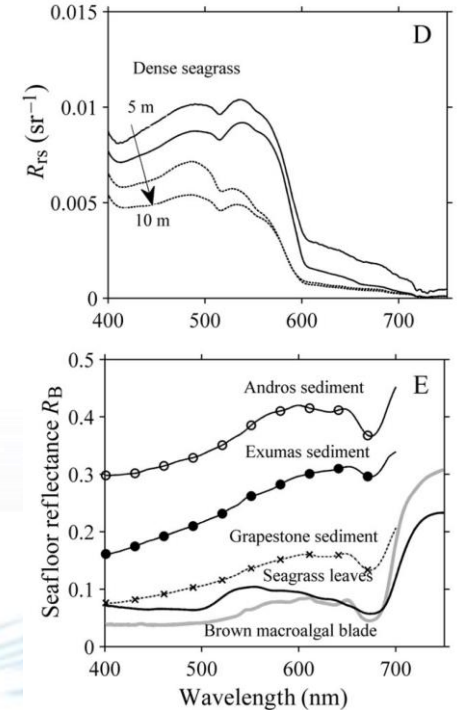 0.015
D
Dense seagrass
0.01
5 m
Rrs (sr−1)
0.005
10 m
0
400 500 600 700
0.5
E
Andros sediment
0.4
Exumas sediment
0.3
Seafloor reflectance RB
0.2
Grapestone sediment
Seagrass leaves
0.1
Brown macroalgal blade
0
400 500 600 700
Wavelength (nm)